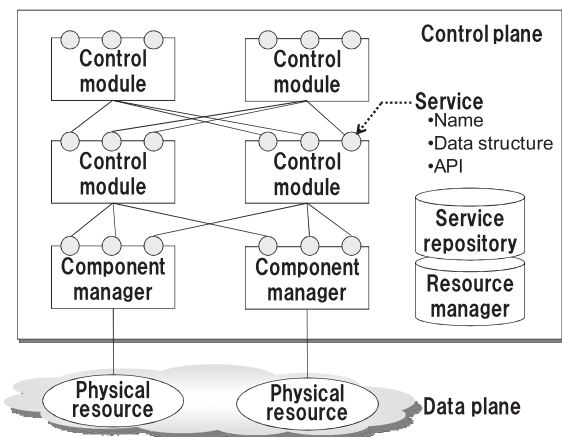 Control plane
Control
module
Control
module
Service
•Name
•Data structure
•API
Control
module
Control
module
Service
repository
Component
manager
Component
manager
Resource
manager
Physical
resource
Physical
resource
Data plane